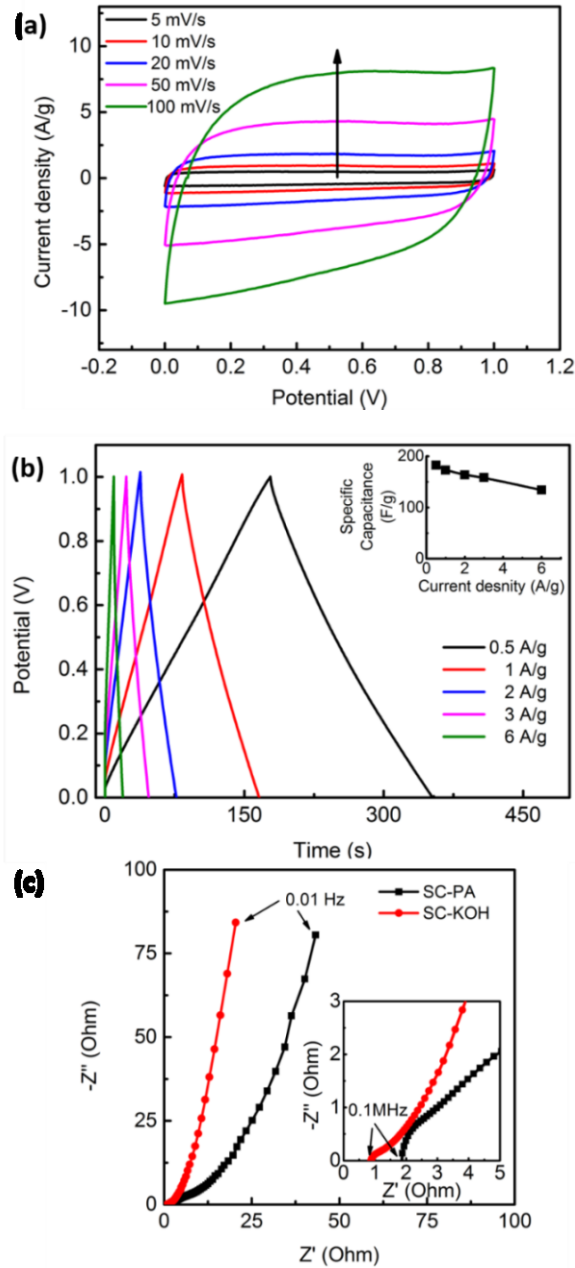 (a)
5 mV/s
10 mV/s
20 mV/s
50 mV/s
100 mV/s
10
5
0
-5
-10
Current density (A/g)
-0.2 0.0 0.2 0.4 0.6 0.8 1.0 1.2
Potential (V)
(b)
1.0
0.8
0.6
0.4
0.2
0.0
Potential (V)
0 150 300 450
Time (s)
200
100
0
Specific
Capacitance
(F/g)
0 1 2 3 4 5 6
Current desnity (A/g)
0.5 A/g
1 A/g
2 A/g
3 A/g
6 A/g
(c)
100
75
50
25
0
-Z'' (Ohm)
0 25 50 75 100
Z' (Ohm)
SC-PA
SC-KOH
0.01 Hz
3
2
1
0
-Z'' (Ohm)
0.1MHz
0 1 2 3 4 5
Z' (Ohm)